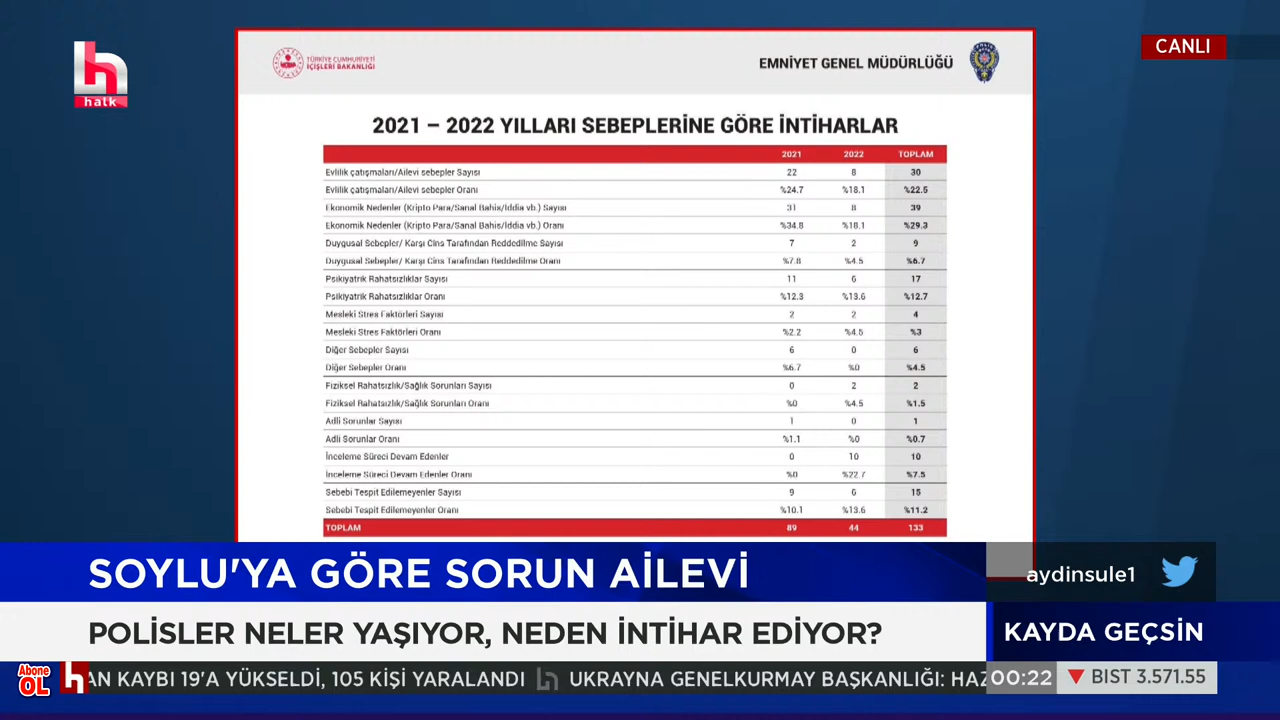 halk
CANLI
TÜRKİYE CUMHURİYETİ
İÇİŞLERİ BAKANLIĞI
EMNİYET GENEL MÜDÜRLÜĞÜ
2021 – 2022 YILLARI SEBEPLERİNE GÖRE İNTİHARLAR
2021 2022 TOPLAM
Evlilik çatışmaları/Ailevi sebepler Sayısı 22 8 30
Evlilik çatışmaları/Ailevi sebepler Oranı %24.7 %18.1 %22.5
Ekonomik Nedenler (Kripto Para/Sanal Bahis/İddia vb.) Sayısı 31 8 39
Ekonomik Nedenler (Kripto Para/Sanal Bahis/İddia vb.) Oranı %34.8 %18.1 %29.3
Duygusal Sebepler/ Karşı Cins Tarafından Reddedilme Sayısı 7 2 9
Duygusal Sebepler/ Karşı Cins Tarafından Reddedilme Oranı %7.8 %4.5 %6.7
Psikiyatrik Rahatsızlıklar Sayısı 11 6 17
Psikiyatrik Rahatsızlıklar Oranı %12.3 %13.6 %12.7
Mesleki Stres Faktörleri Sayısı 2 2 4
Mesleki Stres Faktörleri Oranı %2.2 %4.5 %3
Diğer Sebepler Sayısı 6 0 6
Diğer Sebepler Oranı %6.7 %0 %4.5
Fiziksel Rahatsızlık/Sağlık Sorunları Sayısı 0 2 2
Fiziksel Rahatsızlık/Sağlık Sorunları Oranı %0 %4.5 %1.5
Adli Sorunlar Sayısı 1 0 1
Adli Sorunlar Oranı %1.1 %0 %0.7
İnceleme Süreci Devam Edenler 0 10 10
İnceleme Süreci Devam Edenler Oranı %0 %22.7 %7.5
Sebebi Tespit Edilemeyenler Sayısı 9 6 15
Sebebi Tespit Edilemeyenler Oranı %10.1 %13.6 %11.2
TOPLAM 89 44 133
SOYLU'YA GÖRE SORUN AİLEVİ
aydinsule1
POLİSLER NELER YAŞIYOR, NEDEN İNTİHAR EDİYOR?
KAYDA GEÇSİN
Abone
OL
AN KAYBI 19'A YÜKSELDİ, 105 KİŞİ YARALANDI UKRAYNA GENELKURMAY BAŞKANLIĞI: HAZ
00:22
BIST 3.571.55